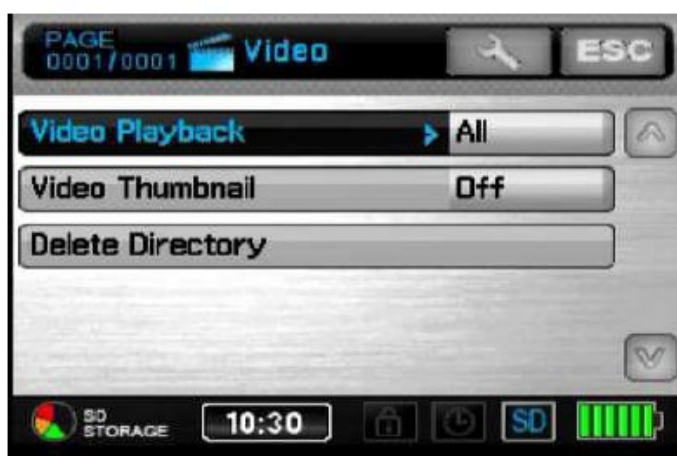 PAGE
0001/0001 Video ESC
Video Playback All
Video Thumbnail Off
Delete Directory
SD
STORAGE 10:30 SD